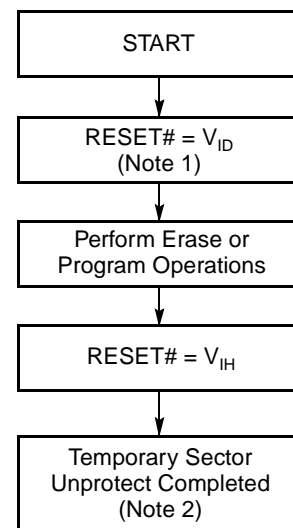 START
RESET# = V_ID
(Note 1)
Perform Erase or
Program Operations
RESET# = V_IH
Temporary Sector
Unprotect Completed
(Note 2)